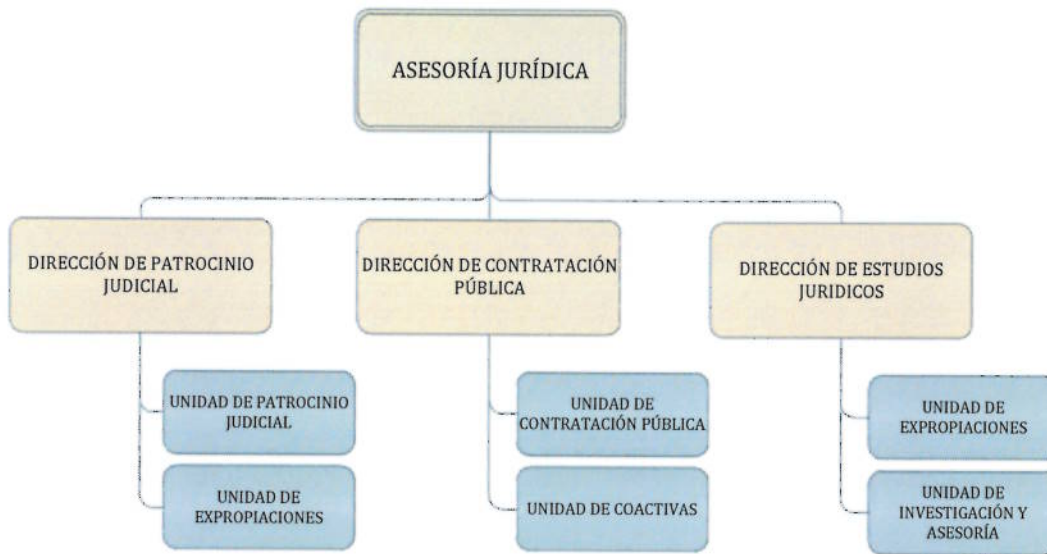 ASESORÍA JURÍDICA
DIRECCIÓN DE PATROCINIO
JUDICIAL
DIRECCIÓN DE CONTRATACIÓN
PÚBLICA
DIRECCIÓN DE ESTUDIOS
JURIDICOS
UNIDAD DE PATROCINIO
JUDICIAL
UNIDAD DE
CONTRATACIÓN PÚBLICA
UNIDAD DE
EXPROPIACIONES
UNIDAD DE
EXPROPIACIONES
UNIDAD DE COACTIVAS
UNIDAD DE
INVESTIGACIÓN Y
ASESORÍA